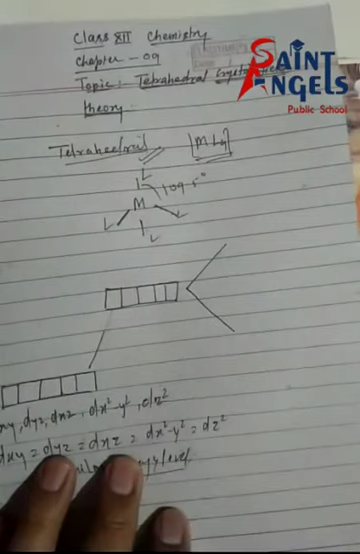 Class XII Chemistry
Chapter - 09
Topic: Tetrahedral Crystal
theory.
SAINT
ANGELS
Public School
Tetrahedral [ML4]
L
109.5°
M
L L
L
dxy, dyz, dxz, dx²-y², dz²
dxy = dyz = dxz = dx²-y² = dz²